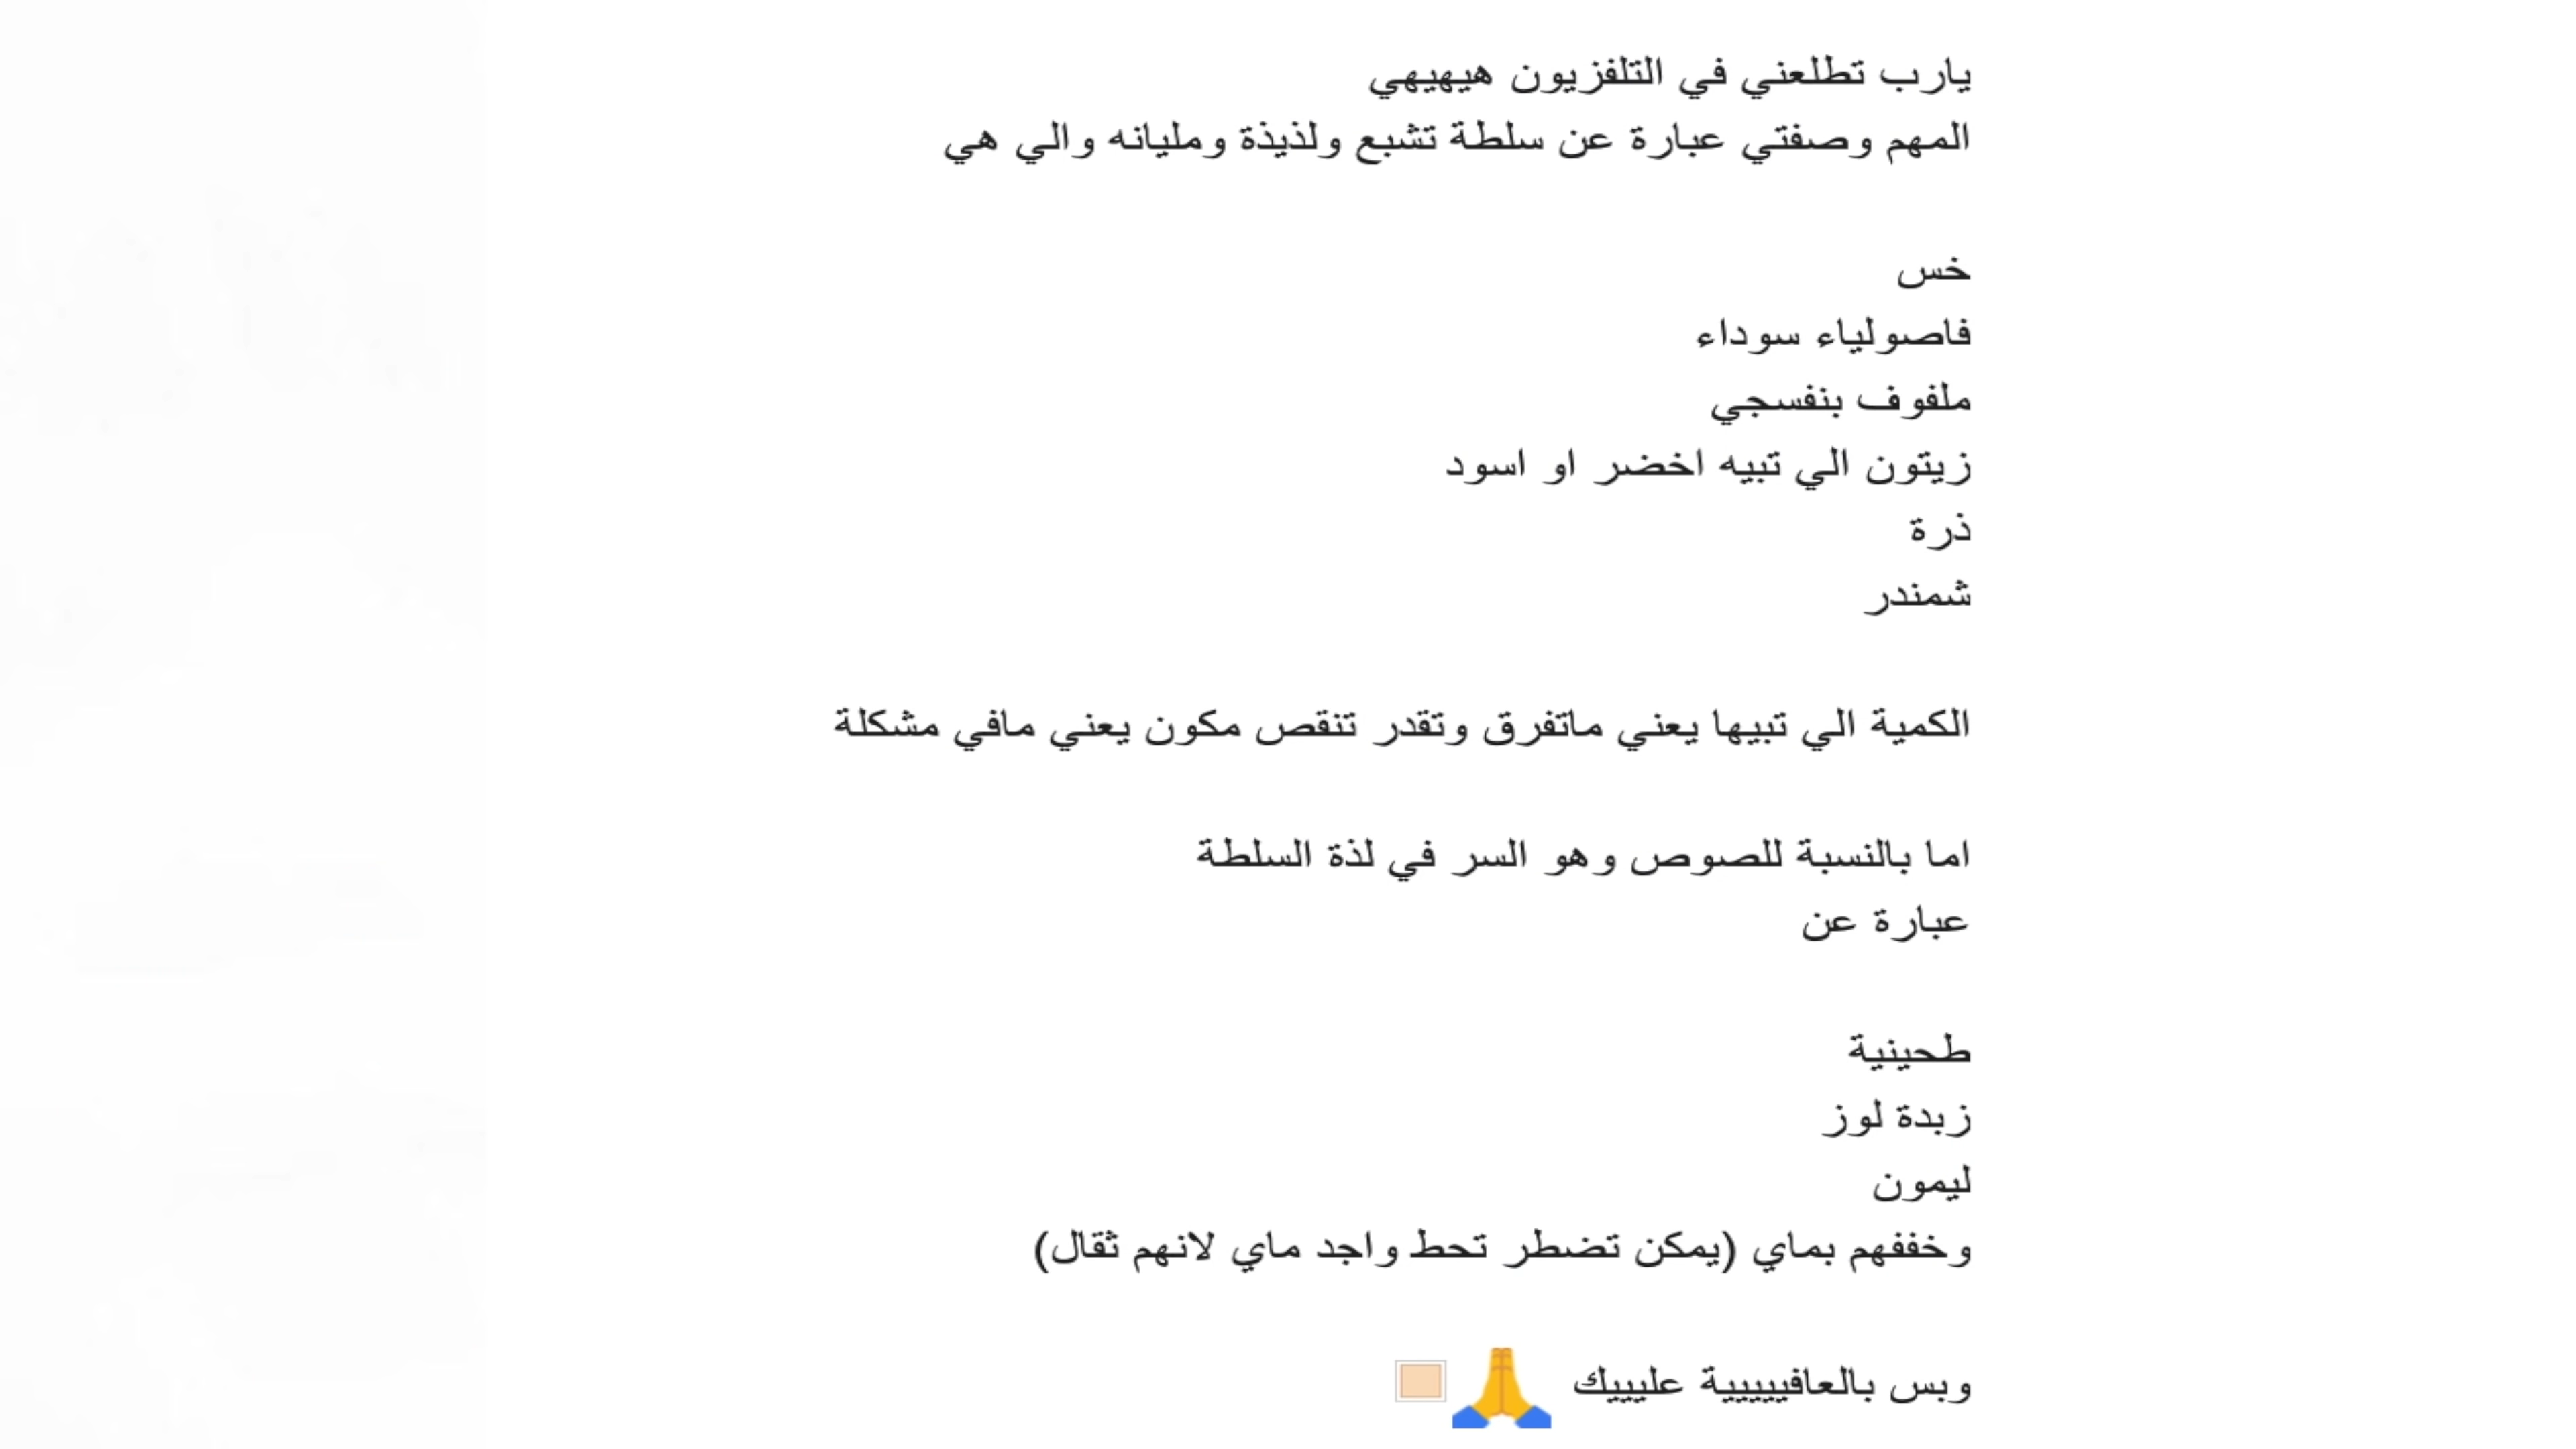 يارب تطلعني في التلفزيون هيهيهي
المهم وصفتي عبارة عن سلطة تشبع ولذيذة ومليانه والي هي
خس
فاصولياء سوداء
ملفوف بنفسجي
زيتون الي تبيه اخضر او اسود
ذرة
شمندر
الكمية الي تبيها يعني ماتفرق وتقدر تنقص مكون يعني مافي مشكلة
اما بالنسبة للصوص وهو السر في لذة السلطة
عبارة عن
طحينية
زبدة لوز
ليمون
وخففهم بماي (يمكن تضطر تحط واجد ماي لانهم ثقال)
وبس بالعافيييييية عليييك 🙏🏼